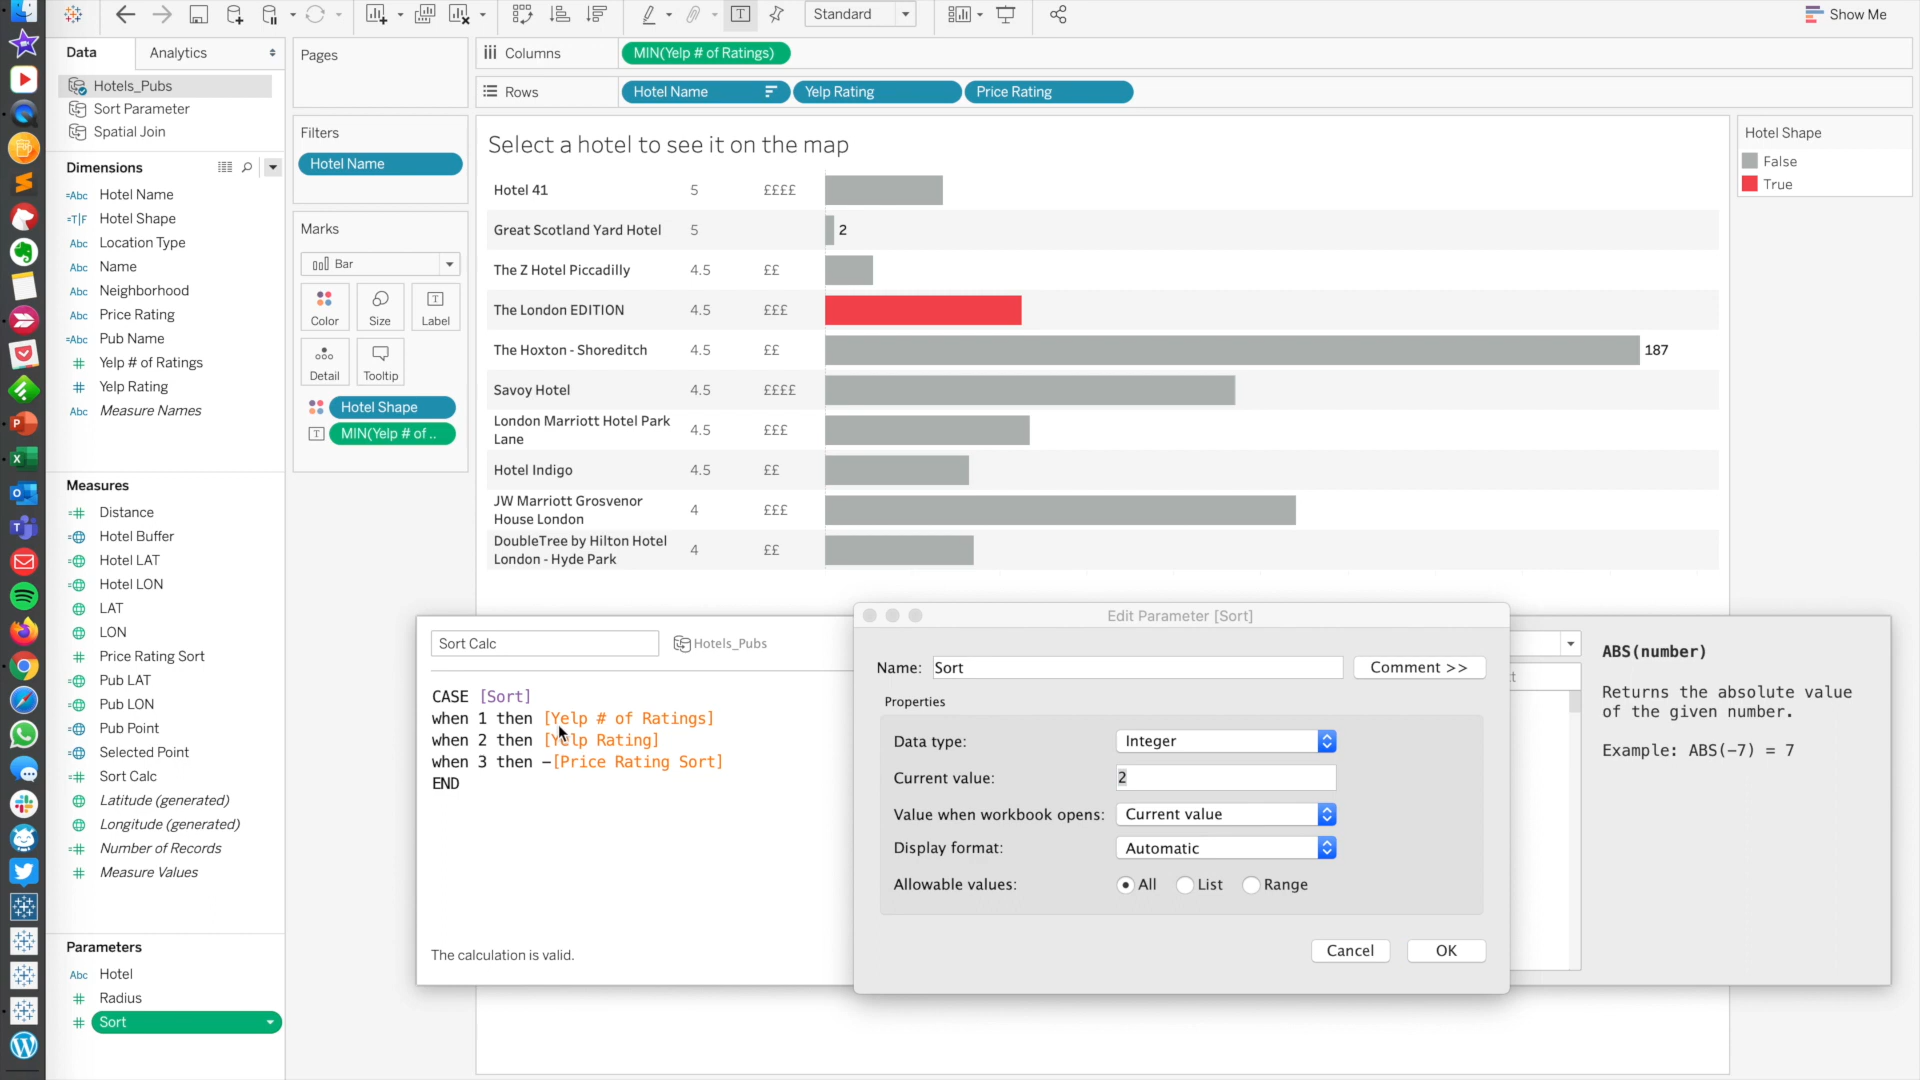 Standard
Show Me
Data
Analytics
Pages
Columns
MIN(Yelp # of Ratings)
Hotels_Pubs
Sort Parameter
Spatial Join
Rows
Hotel Name
Yelp Rating
Price Rating
Filters
Hotel Name
Select a hotel to see it on the map
Hotel Shape
False
True
Dimensions
Abc Hotel Name
T|F Hotel Shape
Abc Location Type
Abc Name
Abc Neighborhood
Abc Price Rating
Abc Pub Name
# Yelp # of Ratings
# Yelp Rating
Abc Measure Names
Marks
Bar
Color
Size
Label
Detail
Tooltip
Hotel Shape
MIN(Yelp # of ..
Hotel 41 5 ££££
Great Scotland Yard Hotel 5 2
The Z Hotel Piccadilly 4.5 ££
The London EDITION 4.5 £££
The Hoxton - Shoreditch 4.5 ££ 187
Savoy Hotel 4.5 ££££
London Marriott Hotel Park
Lane 4.5 £££
Hotel Indigo 4.5 ££
JW Marriott Grosvenor
House London 4 £££
DoubleTree by Hilton Hotel
London - Hyde Park 4 ££
Measures
Distance
Hotel Buffer
Hotel LAT
Hotel LON
LAT
LON
Price Rating Sort
Pub LAT
Pub LON
Pub Point
Selected Point
Sort Calc
Latitude (generated)
Longitude (generated)
Number of Records
Measure Values
Parameters
Abc Hotel
# Radius
# Sort
Sort Calc
Hotels_Pubs
CASE [Sort]
when 1 then [Yelp # of Ratings]
when 2 then [Yelp Rating]
when 3 then -[Price Rating Sort]
END
The calculation is valid.
Edit Parameter [Sort]
Name: Sort
Comment >>
Properties
Data type: Integer
Current value: 2
Value when workbook opens: Current value
Display format: Automatic
Allowable values: All List Range
Cancel
OK
ABS(number)
Returns the absolute value
of the given number.
Example: ABS(-7) = 7